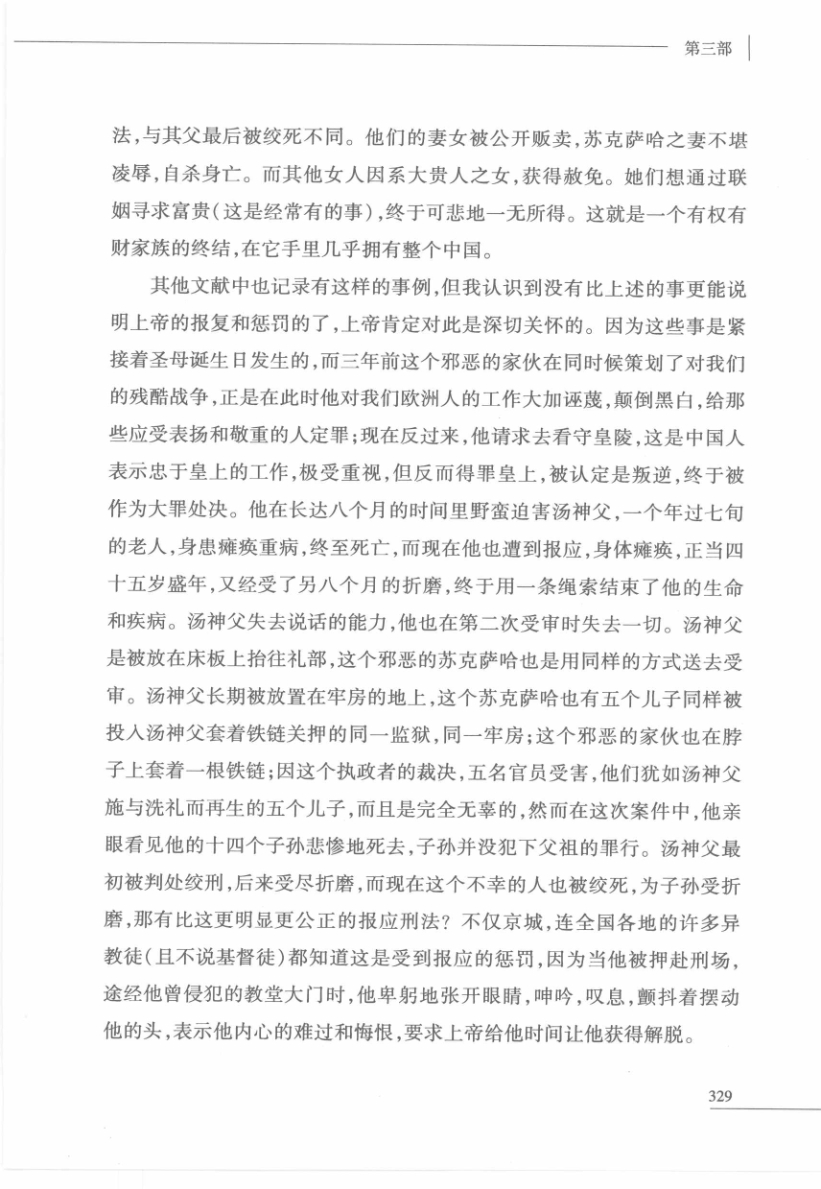 第三部
法,与其父最后被绞死不同。他们的妻女被公开贩卖,苏克萨哈之妻不堪
凌辱,自杀身亡。而其他女人因系大贵人之女,获得赦免。她们想通过联
姻寻求富贵(这是经常有的事),终于可悲地一无所得。这就是一个有权有
财家族的终结,在它手里几乎拥有整个中国。
其他文献中也记录有这样的事例,但我认识到没有比上述的事更能说
明上帝的报复和惩罚的了,上帝肯定对此是深切关怀的。因为这些事是紧
接着圣母诞生日发生的,而三年前这个邪恶的家伙在同时候策划了对我们
的残酷战争,正是在此时他对我们欧洲人的工作大加诬蔑,颠倒黑白,给那
些应受表扬和敬重的人定罪;现在反过来,他请求去看守皇陵,这是中国人
表示忠于皇上的工作,极受重视,但反而得罪皇上,被认定是叛逆,终于被
作为大罪处决。他在长达八个月的时间里野蛮迫害汤神父,一个年过七旬
的老人,身患瘫痪重病,终至死亡,而现在他也遭到报应,身体瘫痪,正当四
十五岁盛年,又经受了另八个月的折磨,终于用一条绳索结束了他的生命
和疾病。汤神父失去说话的能力,他也在第二次受审时失去一切。汤神父
是被放在床板上抬往礼部,这个邪恶的苏克萨哈也是用同样的方式送去受
审。汤神父长期被放置在牢房的地上,这个苏克萨哈也有五个儿子同样被
投入汤神父套着铁链关押的同一监狱,同一牢房;这个邪恶的家伙也在脖
子上套着一根铁链;因这个执政者的裁决,五名官员受害,他们犹如汤神父
施与洗礼而再生的五个儿子,而且是完全无辜的,然而在这次案件中,他亲
眼看见他的十四个子孙悲惨地死去,子孙并没犯下父祖的罪行。汤神父最
初被判处绞刑,后来受尽折磨,而现在这个不幸的人也被绞死,为子孙受折
磨,那有比这更明显更公正的报应刑法?不仅京城,连全国各地的许多异
教徒(且不说基督徒)都知道这是受到报应的惩罚,因为当他被押赴刑场,
途经他曾侵犯的教堂大门时,他卑躬地张开眼睛,呻吟,叹息,颤抖着摆动
他的头,表示他内心的难过和悔恨,要求上帝给他时间让他获得解脱。
329